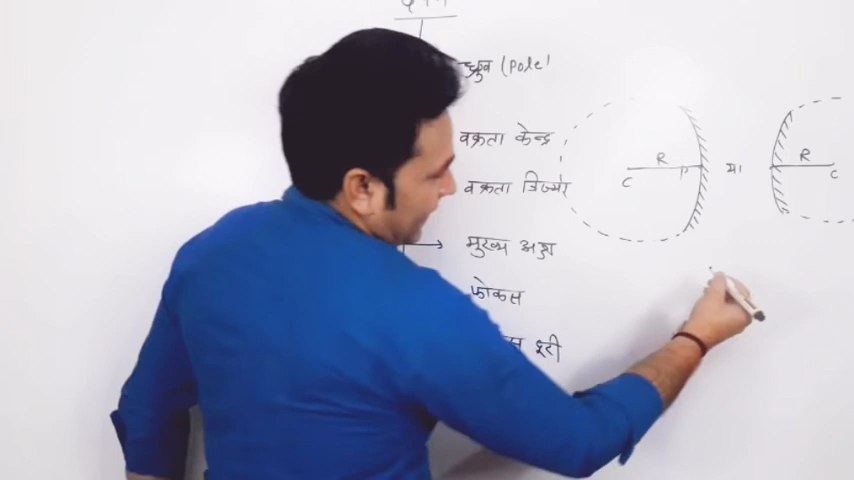 ध्रुव (Pole)
वक्रता केन्द्र
वक्रता त्रिज्या
मुख्य अक्ष
फोकस
दूरी
R
C
P
या
R
C